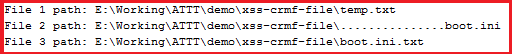 File 1 path: E:\Working\ATTT\demo\xss-crmf-file\temp.txt
File 2 path: E:\Working\ATTT\demo\xss-crmf-file\...............boot.ini
File 3 path: E:\Working\ATTT\demo\xss-crmf-file\boot.ini.txt